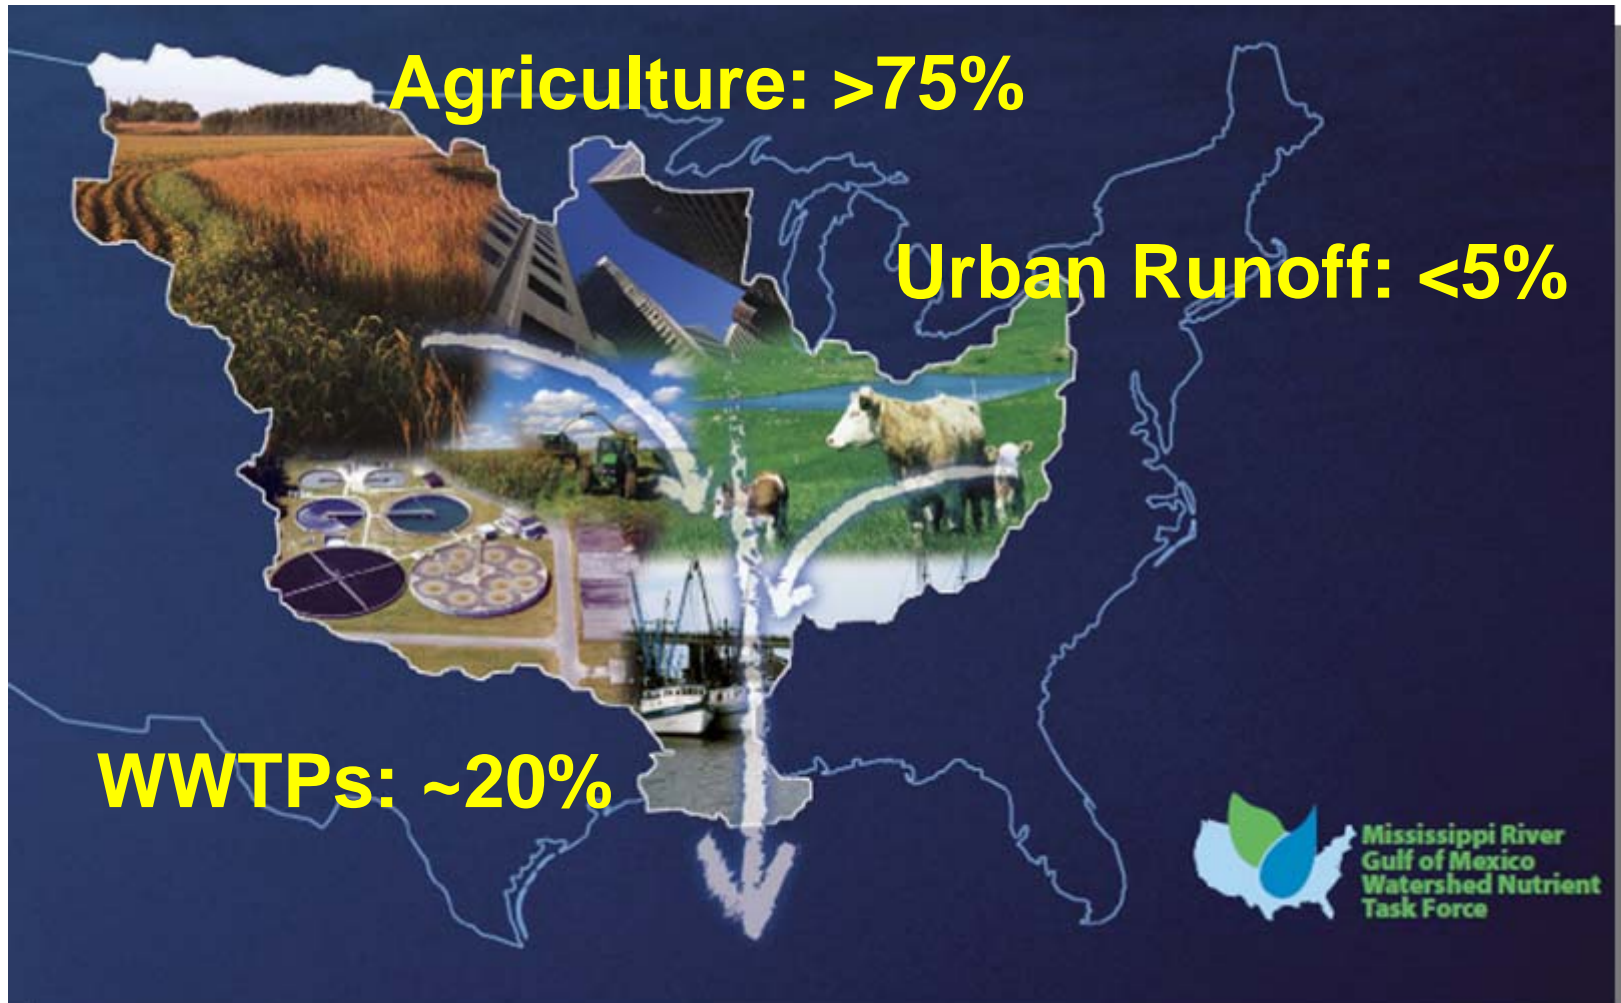 Agriculture: >75%
Urban Runoff: <5%
WWTPs: ~20%
Mississippi River
Gulf of Mexico
Watershed Nutrient
Task Force